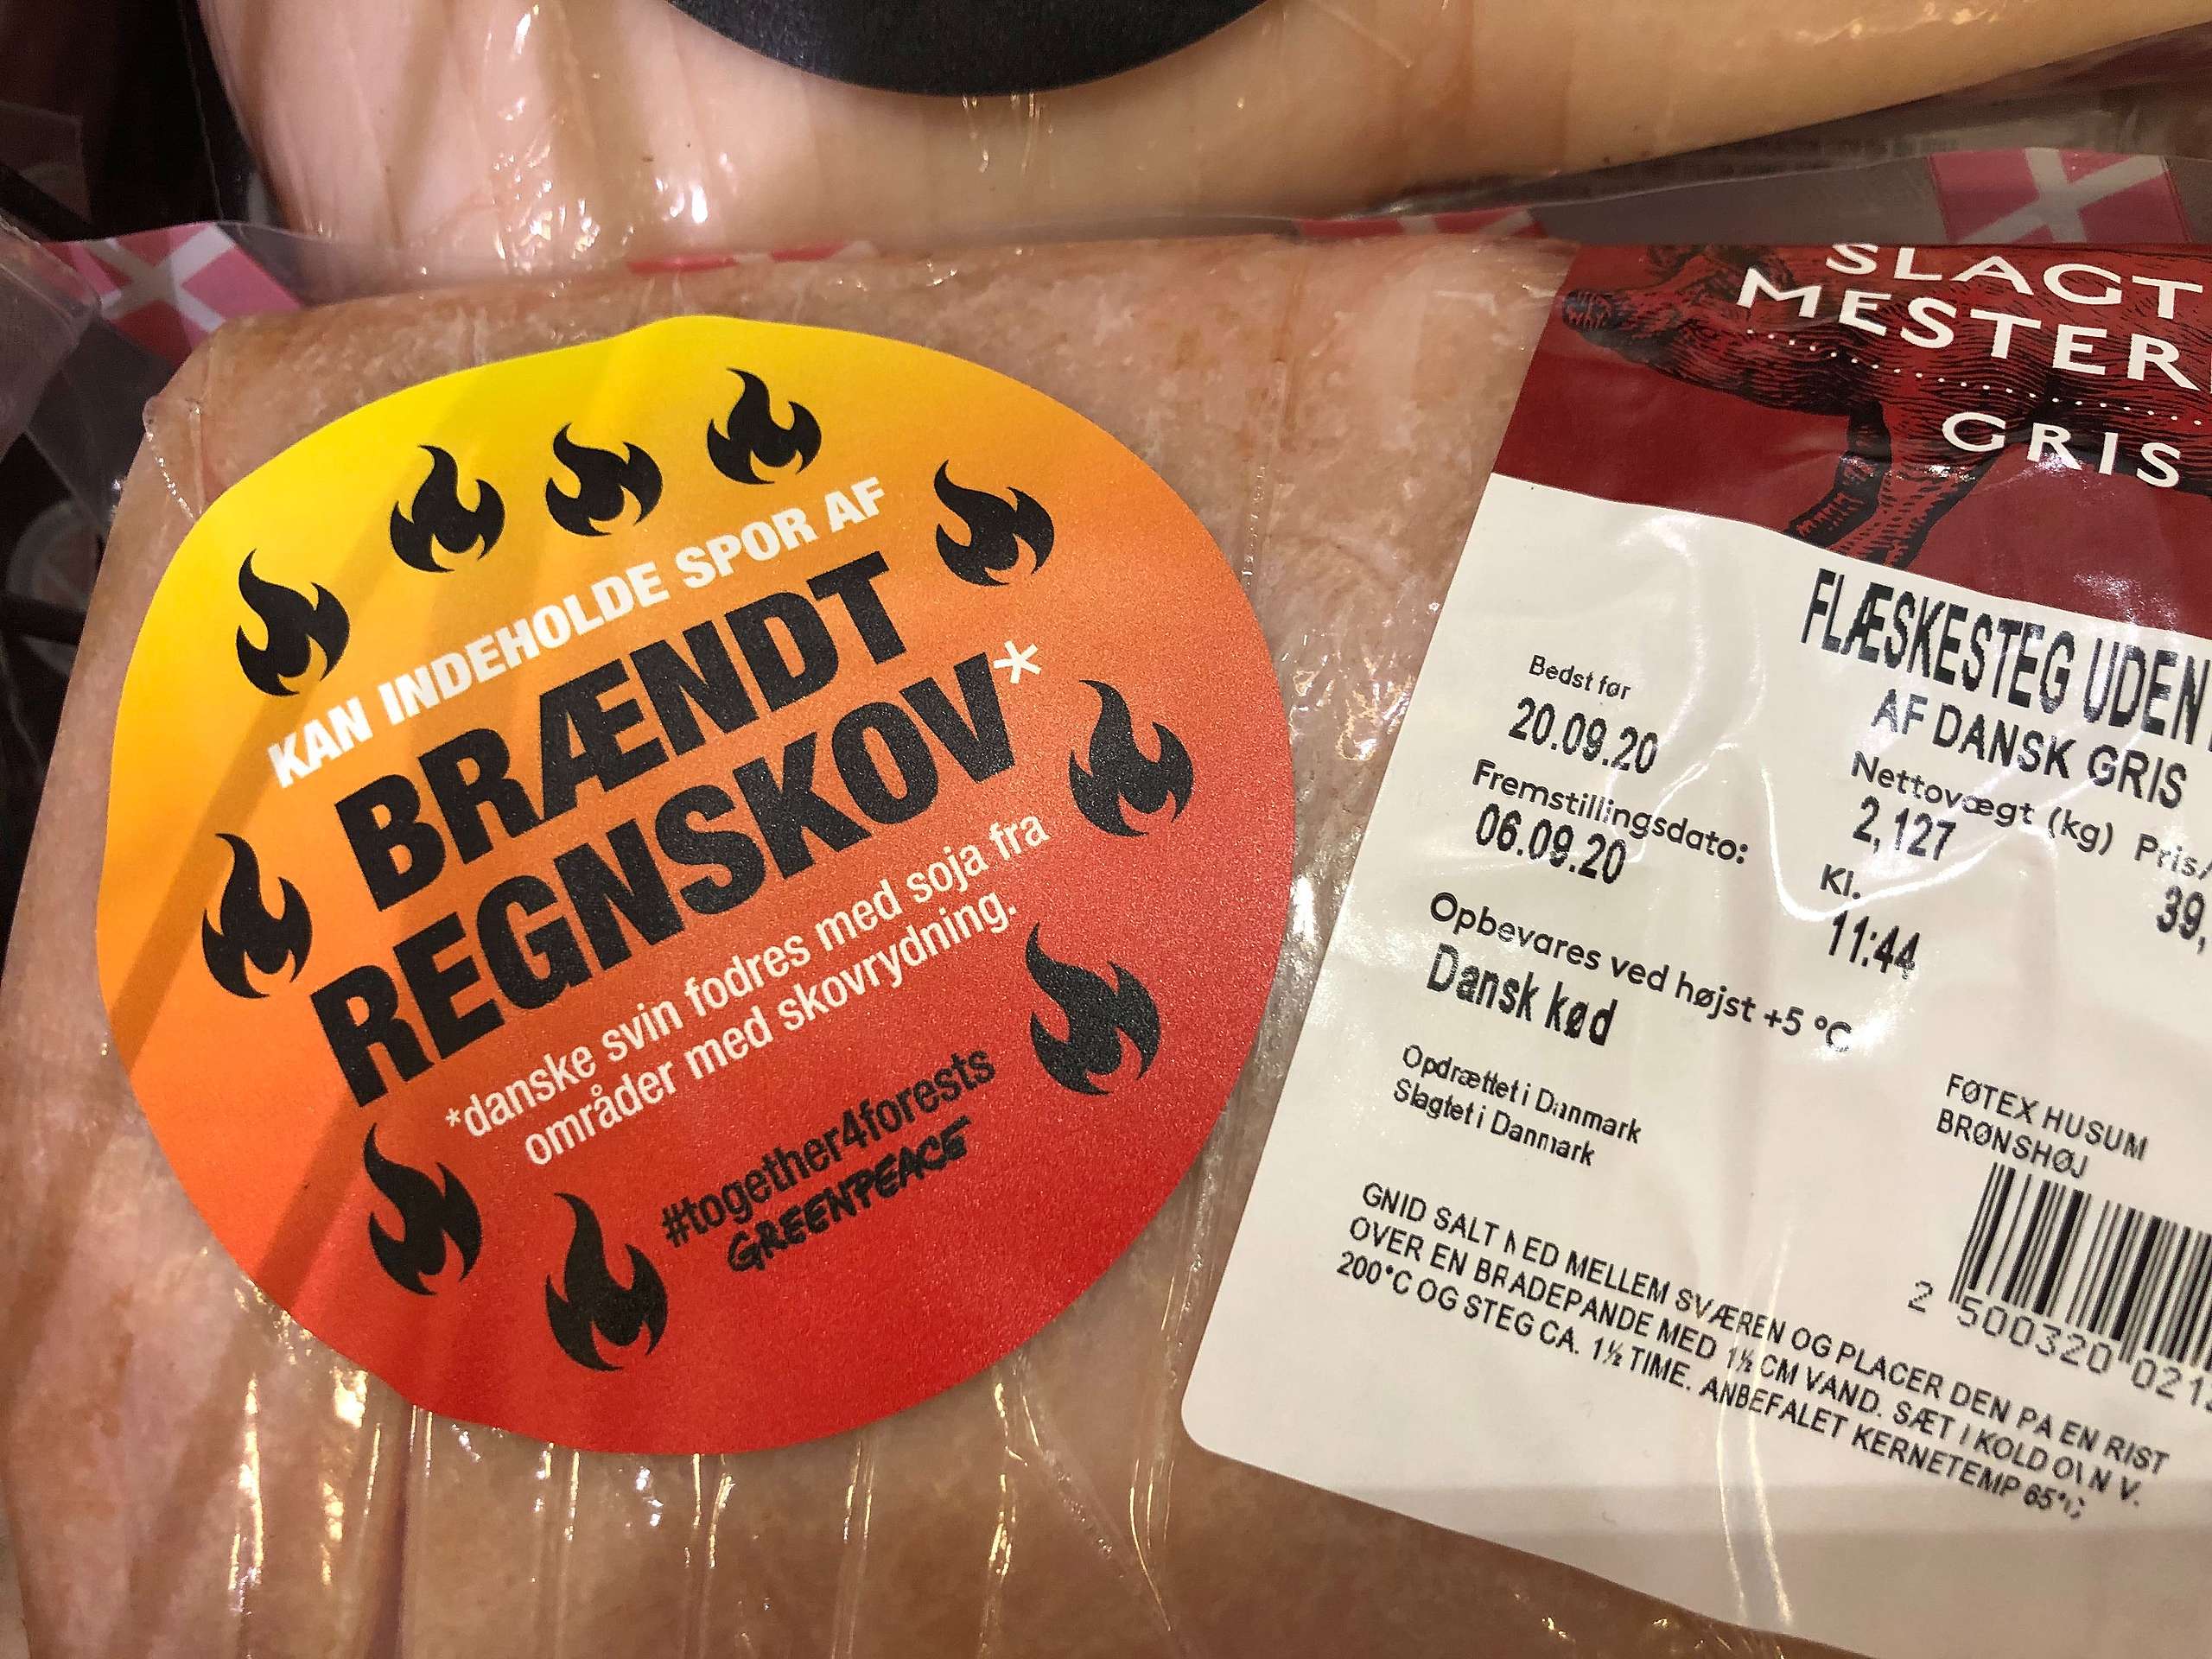 KAN INDEHOLDE SPOR AF
BRÆNDT
REGNSKOV*
*danske svin fodres med soja fra
områder med skovrydning.
#together4forests
GREENPEACE
SLAGT
MESTER
GRIS
FLÆSKESTEG UDEN
AF DANSK GRIS
Bedst før
20.09.20
Nettovægt (kg) Pris/
2,127
39,
Fremstillingsdato:
06.09.20
Kl.
11:44
Opbevares ved højst +5 °C
Dansk kød
Opdrættet i Danmark
Slagtet i Danmark
FØTEX HUSUM
BRØNSHØJ
2 500320 021
GNID SALT NED MELLEM SVÆREN OG PLACER DEN PA EN RIST
OVER EN BRADEPANDE MED 1½ CM VAND. SÆT I KOLD OVN V.
200°C OG STEG CA. 1½ TIME. ANBEFALET KERNETEMP 65°C